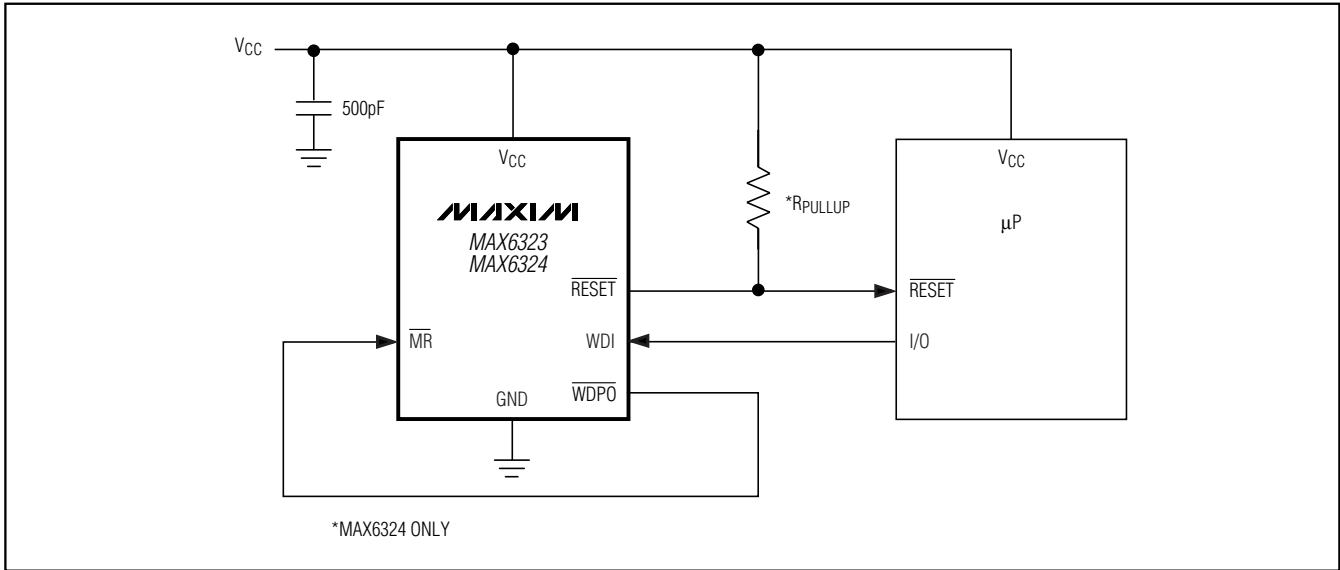 VCC
500pF
VCC
MAXIM
MAX6323
MAX6324
RESET
MR
WDI
WDPO
GND
*RPULLUP
VCC
μP
RESET
I/O
*MAX6324 ONLY